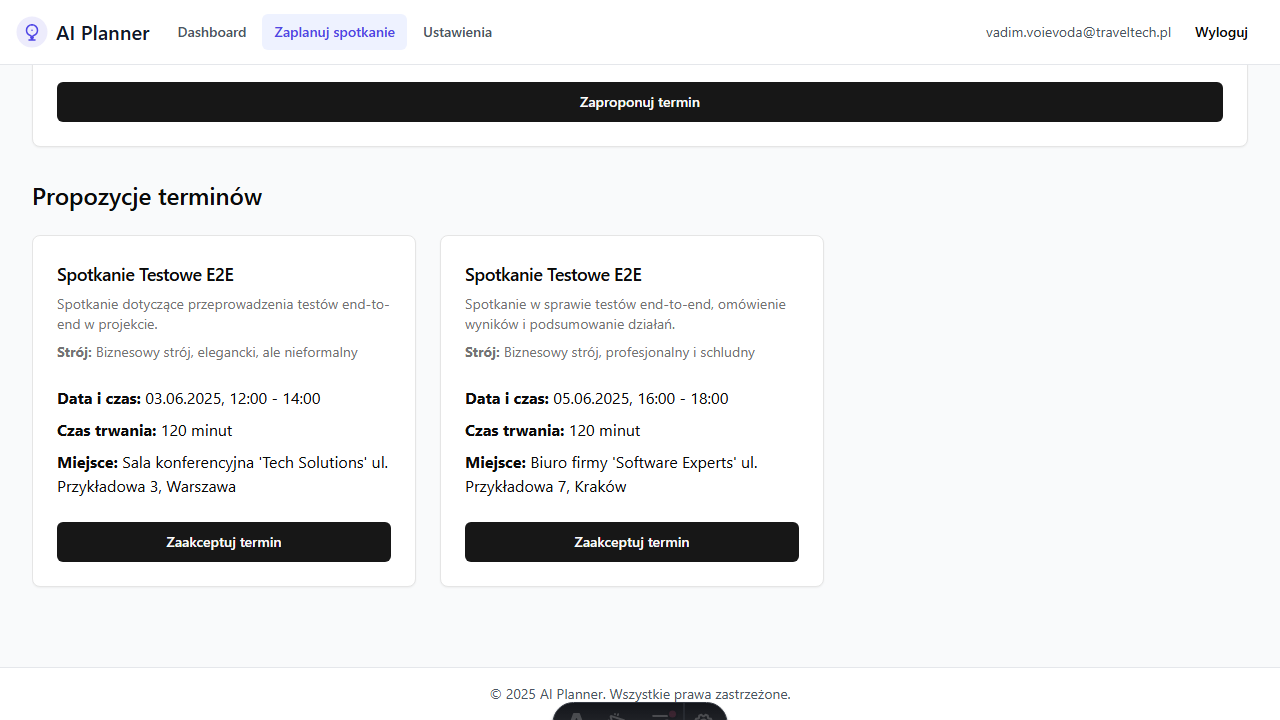 AI Planner
Dashboard
Zaplanuj spotkanie
Ustawienia
vadim.voievoda@traveltech.pl
Wyloguj
Zaproponuj termin
Propozycje terminów
Spotkanie Testowe E2E
Spotkanie dotyczące przeprowadzenia testów end-to-
end w projekcie.
Strój: Biznesowy strój, elegancki, ale nieformalny
Data i czas: 03.06.2025, 12:00 - 14:00
Czas trwania: 120 minut
Miejsce: Sala konferencyjna 'Tech Solutions' ul.
Przykładowa 3, Warszawa
Zaakceptuj termin
Spotkanie Testowe E2E
Spotkanie w sprawie testów end-to-end, omówienie
wyników i podsumowanie działań.
Strój: Biznesowy strój, profesjonalny i schludny
Data i czas: 05.06.2025, 16:00 - 18:00
Czas trwania: 120 minut
Miejsce: Biuro firmy 'Software Experts' ul.
Przykładowa 7, Kraków
Zaakceptuj termin
© 2025 AI Planner. Wszystkie prawa zastrzeżone.